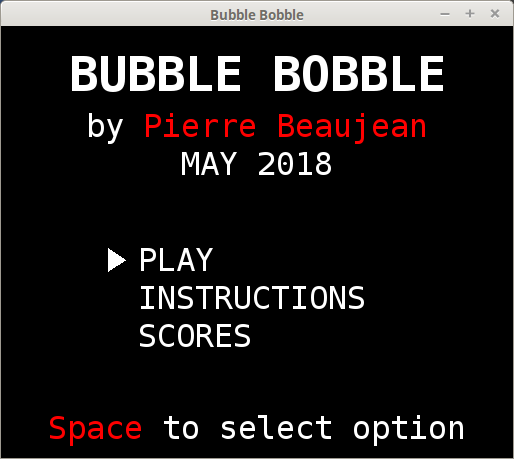 Bubble Bobble
BUBBLE BOBBLE
by Pierre Beaujean
MAY 2018
PLAY
INSTRUCTIONS
SCORES
Space to select option